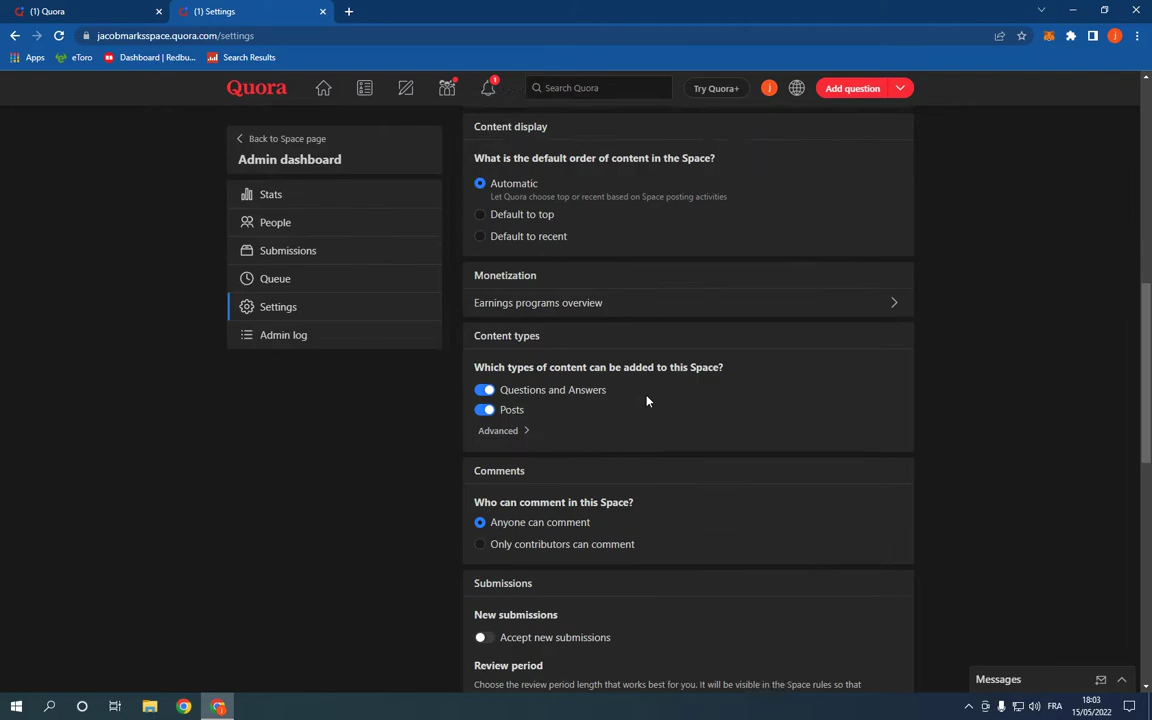 (1) Quora
(1) Settings
jacobmarksspace.quora.com/settings
Apps
eToro
Dashboard | Redbu...
Search Results
Quora
1
Search Quora
Try Quora+
j
Add question
Back to Space page
Admin dashboard
Stats
People
Submissions
Queue
Settings
Admin log
Content display
What is the default order of content in the Space?
Automatic
Let Quora choose top or recent based on Space posting activities
Default to top
Default to recent
Monetization
Earnings programs overview
Content types
Which types of content can be added to this Space?
Questions and Answers
Posts
Advanced
Comments
Who can comment in this Space?
Anyone can comment
Only contributors can comment
Submissions
New submissions
Accept new submissions
Review period
Choose the review period length that works best for you. It will be visible in the Space rules so that
Messages
FRA
18:03
15/05/2022